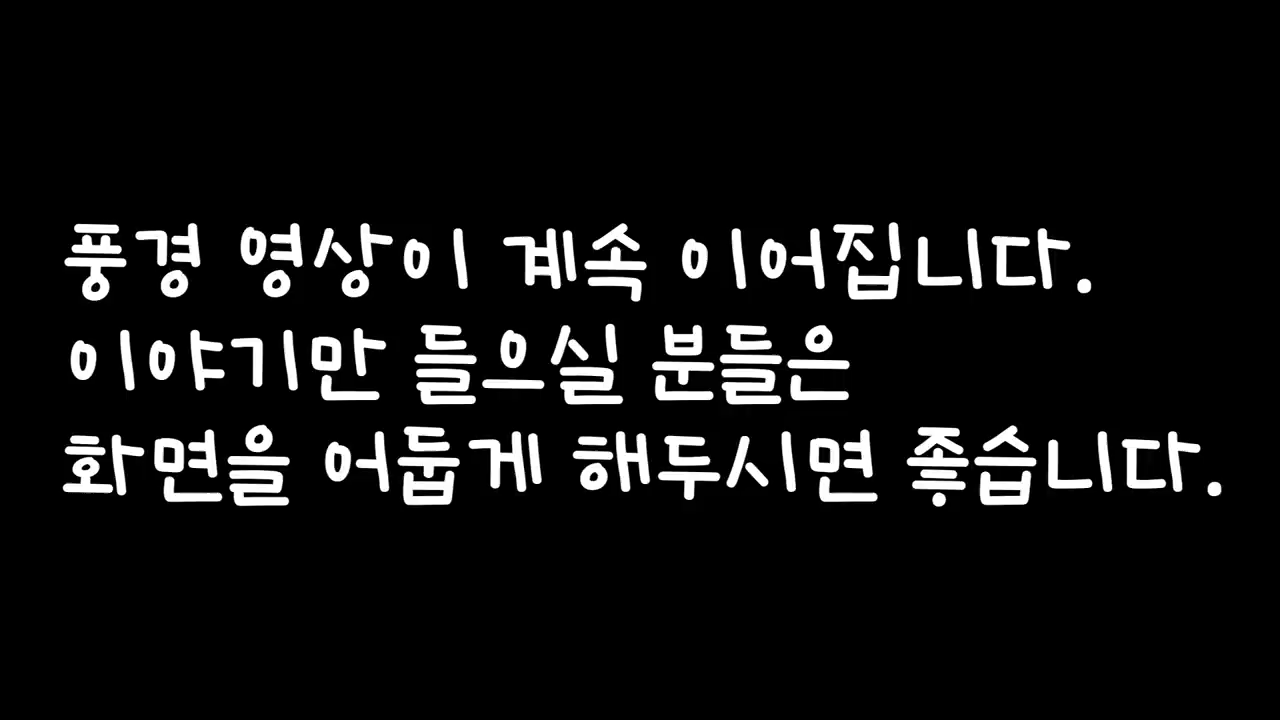 풍경 영상이 계속 이어집니다.
이야기만 들으실 분들은
화면을 어둡게 해두시면 좋습니다.